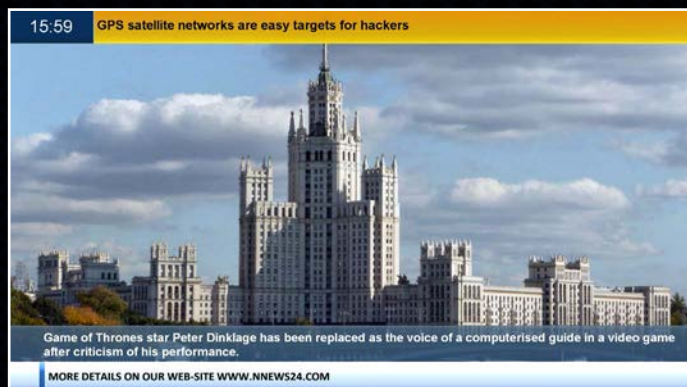 15:59
GPS satellite networks are easy targets for hackers
Game of Thrones star Peter Dinklage has been replaced as the voice of a computerised guide in a video game
after criticism of his performance.
MORE DETAILS ON OUR WEB-SITE WWW.NNEWS24.COM